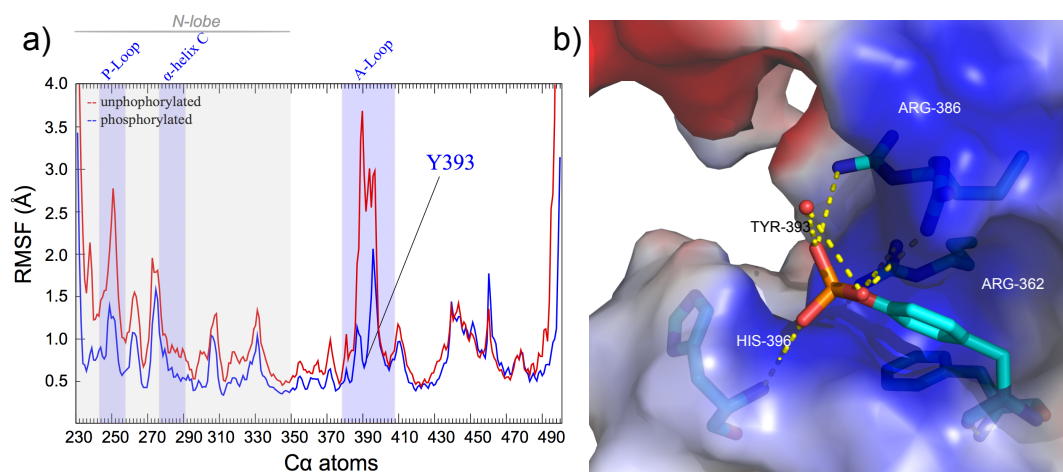 N-lobe
a)
P-Loop
α-helix C
A-Loop
4.0
3.5
3.0
2.5
2.0
1.5
1.0
0.5
RMSF (Å)
unphophorylated
phosphorylated
Y393
230 250 270 290 310 330 350 370 390 410 430 450 470 490
Cα atoms
b)
ARG-386
TYR-393
ARG-362
HIS-396